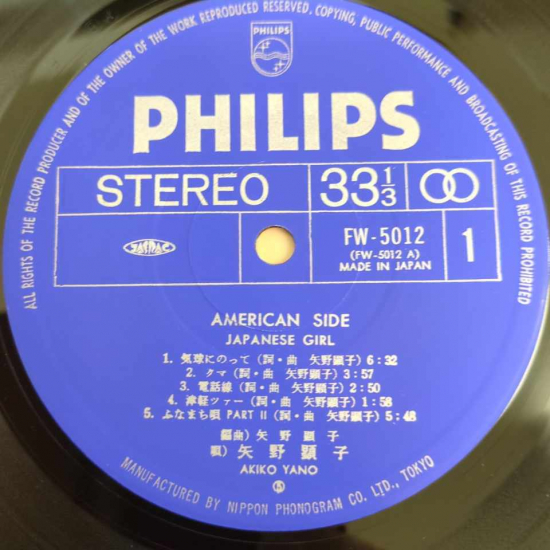 ALL RIGHTS OF THE RECORD PRODUCER AND OF THE OWNER OF THE WORK REPRODUCED RESERVED. COPYING, PUBLIC PERFORMANCE AND BROADCASTING OF THIS RECORD PROHIBITED
PHILIPS
PHILIPS
STEREO 33 1/3
JASRAC FW-5012 1
(FW-5012 A)
MADE IN JAPAN
AMERICAN SIDE
JAPANESE GIRL
1. 気球にのって (詞・曲 矢野顕子) 6:32
2. クマ (詞・曲 矢野顕子) 3:57
3. 電話線 (詞・曲 矢野顕子) 2:50
4. 津軽ツァー (詞・曲 矢野顕子) 1:58
5. ふなまち唄 PART II (詞・曲 矢野顕子) 5:48
編曲) 矢野顕子
唄) 矢野顕子
AKIKO YANO
MANUFACTURED BY NIPPON PHONOGRAM CO. LTD., TOKYO